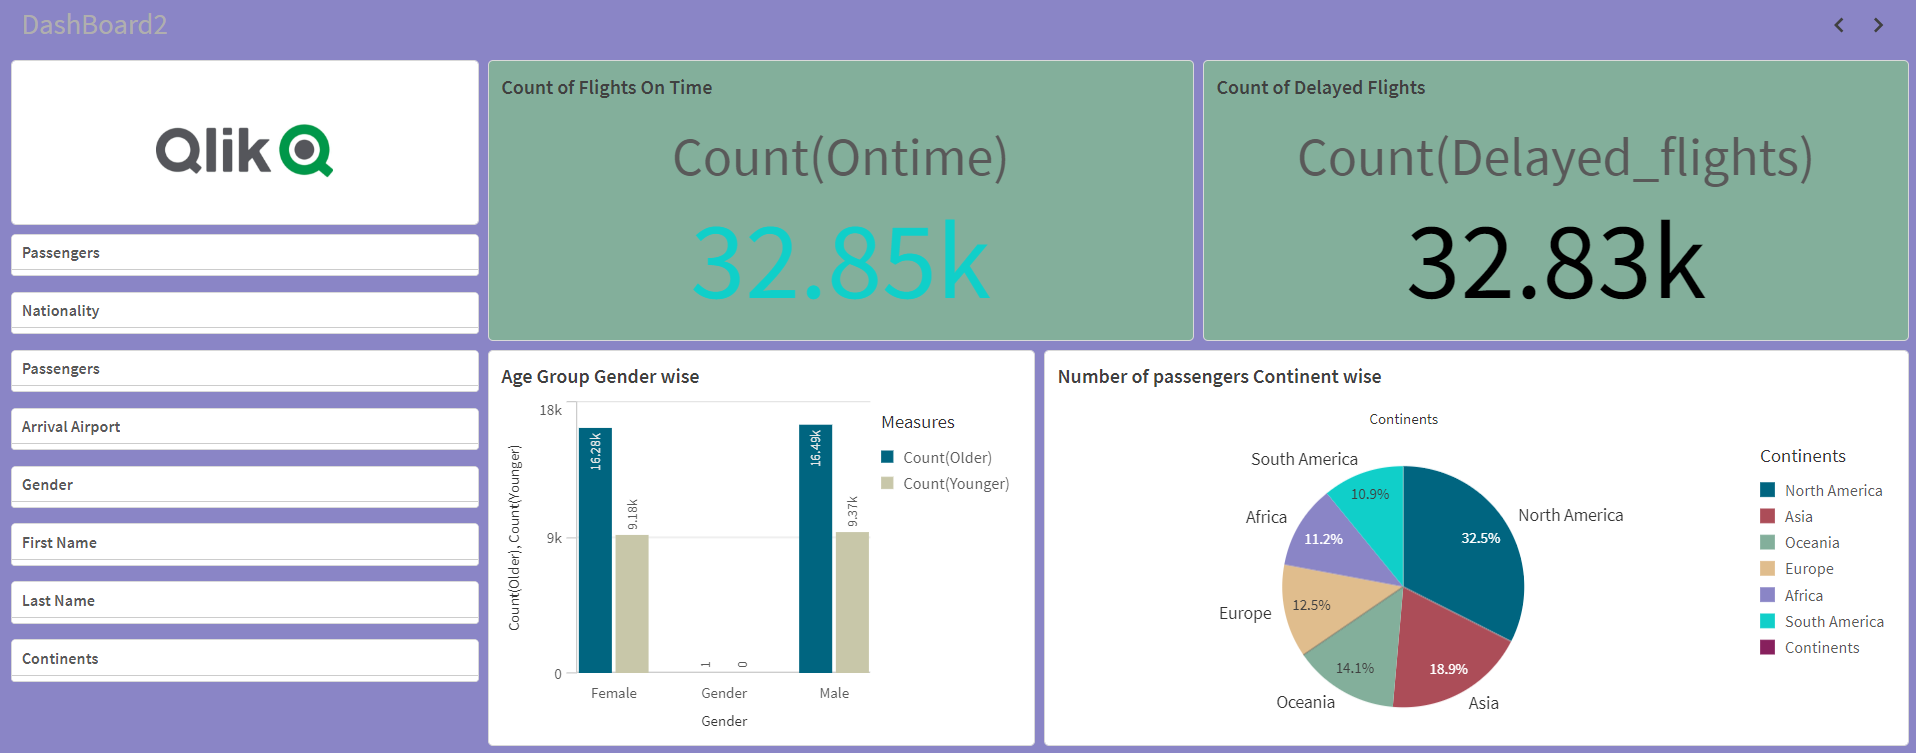 DashBoard2
Qlik
Passengers
Nationality
Passengers
Arrival Airport
Gender
First Name
Last Name
Continents
Count of Flights On Time
Count(Ontime)
32.85k
Count of Delayed Flights
Count(Delayed_flights)
32.83k
Age Group Gender wise
Count(Older), Count(Younger)
18k
9k
0
16.28k
9.18k
1
0
16.49k
9.37k
Female
Gender
Male
Gender
Measures
Count(Older)
Count(Younger)
Number of passengers Continent wise
Continents
South America
10.9%
Africa
11.2%
Europe
12.5%
Oceania
14.1%
Asia
18.9%
North America
32.5%
Continents
North America
Asia
Oceania
Europe
Africa
South America
Continents